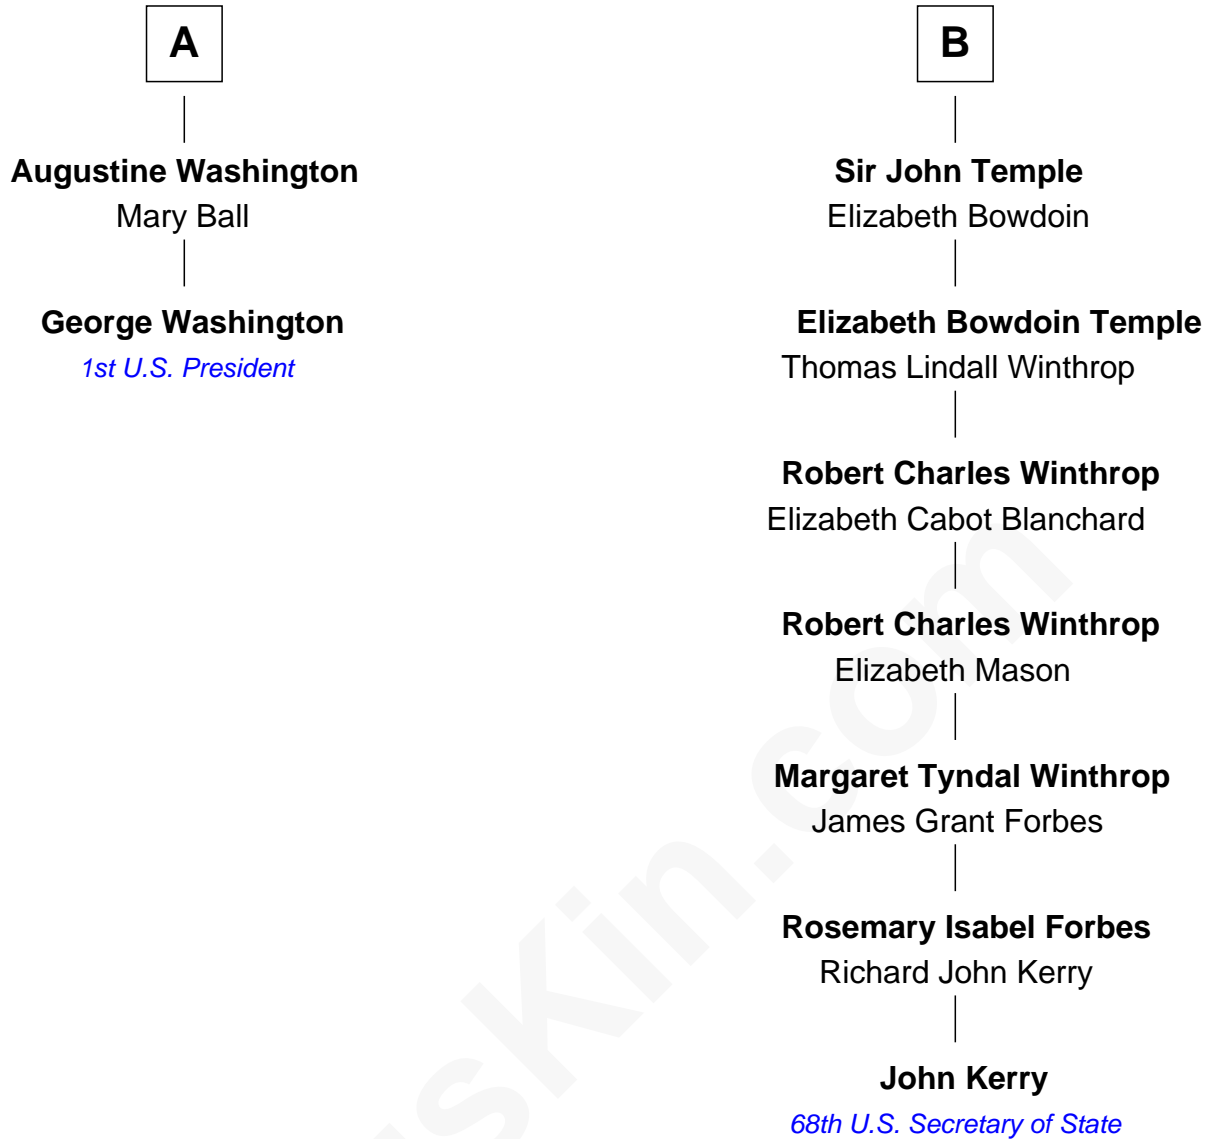 A
Augustine Washington
Mary Ball
George Washington
1st U.S. President
B
Sir John Temple
Elizabeth Bowdoin
Elizabeth Bowdoin Temple
Thomas Lindall Winthrop
Robert Charles Winthrop
Elizabeth Cabot Blanchard
Robert Charles Winthrop
Elizabeth Mason
Margaret Tyndal Winthrop
James Grant Forbes
Rosemary Isabel Forbes
Richard John Kerry
John Kerry
68th U.S. Secretary of State
usKin.com